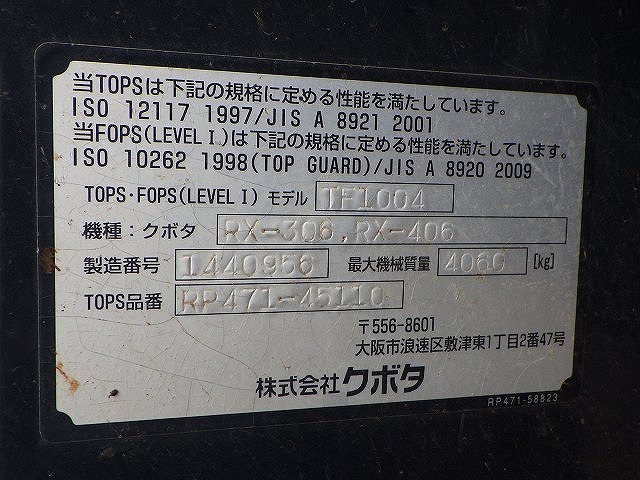 当TOPSは下記の規格に定める性能を満たしています。
ISO 12117 1997/JIS A 8921 2001
当FOPS(LEVEL I)は下記の規格に定める性能を満たしています。
ISO 10262 1998(TOP GUARD)/JIS A 8920 2009
TOPS・FOPS(LEVEL I) モデル TF1004
機種：クボタ RX-306,RX-406
製造番号 1440956 最大機械質量 4060 [kg]
TOPS品番 RP471-45110
〒556-8601
大阪市浪速区敷津東1丁目2番47号
株式会社クボタ
RP471-58823